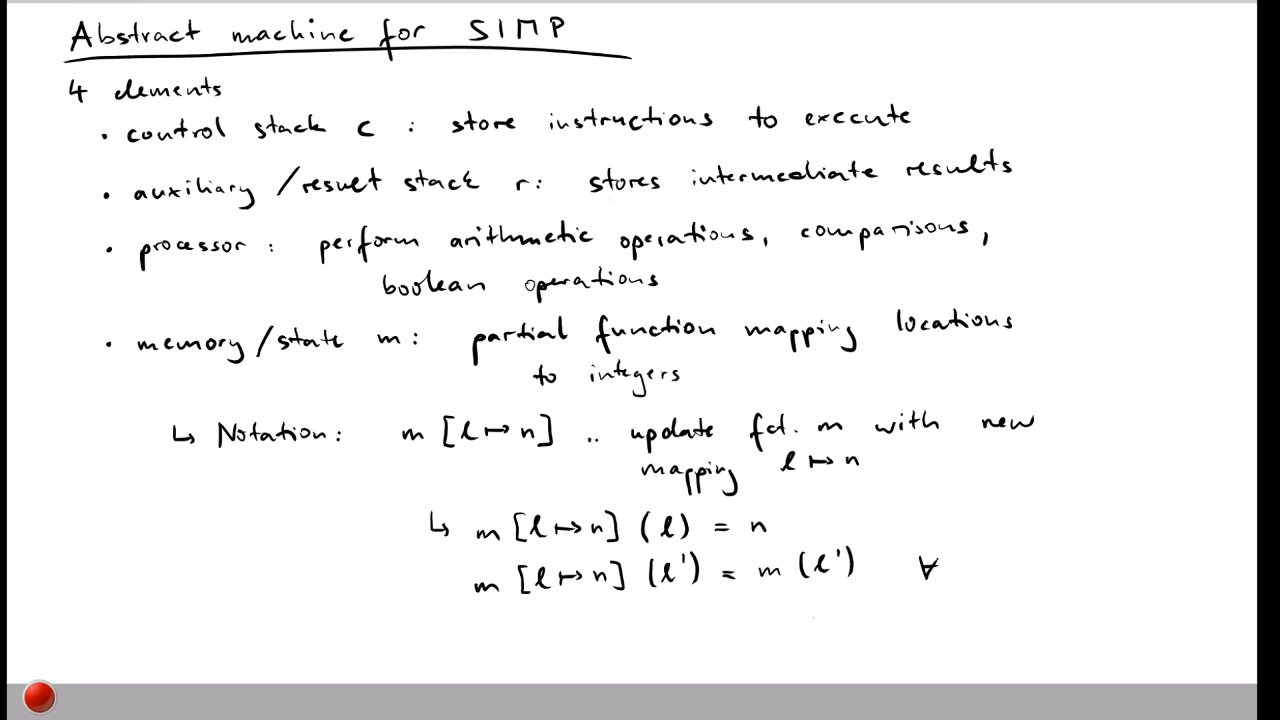 Abstract machine for SIMP
4 elements
• control stack c : store instructions to execute
• auxiliary / result stack r: stores intermediate results
• processor : perform arithmetic operations, comparisons,
boolean operations
• memory / state m : partial function mapping locations
to integers
↳ Notation: m [l ↦ n] .. update fct. m with new
mapping l ↦ n
↳ m [l ↦ n] (l) = n
m [l ↦ n] (l') = m (l') ∀